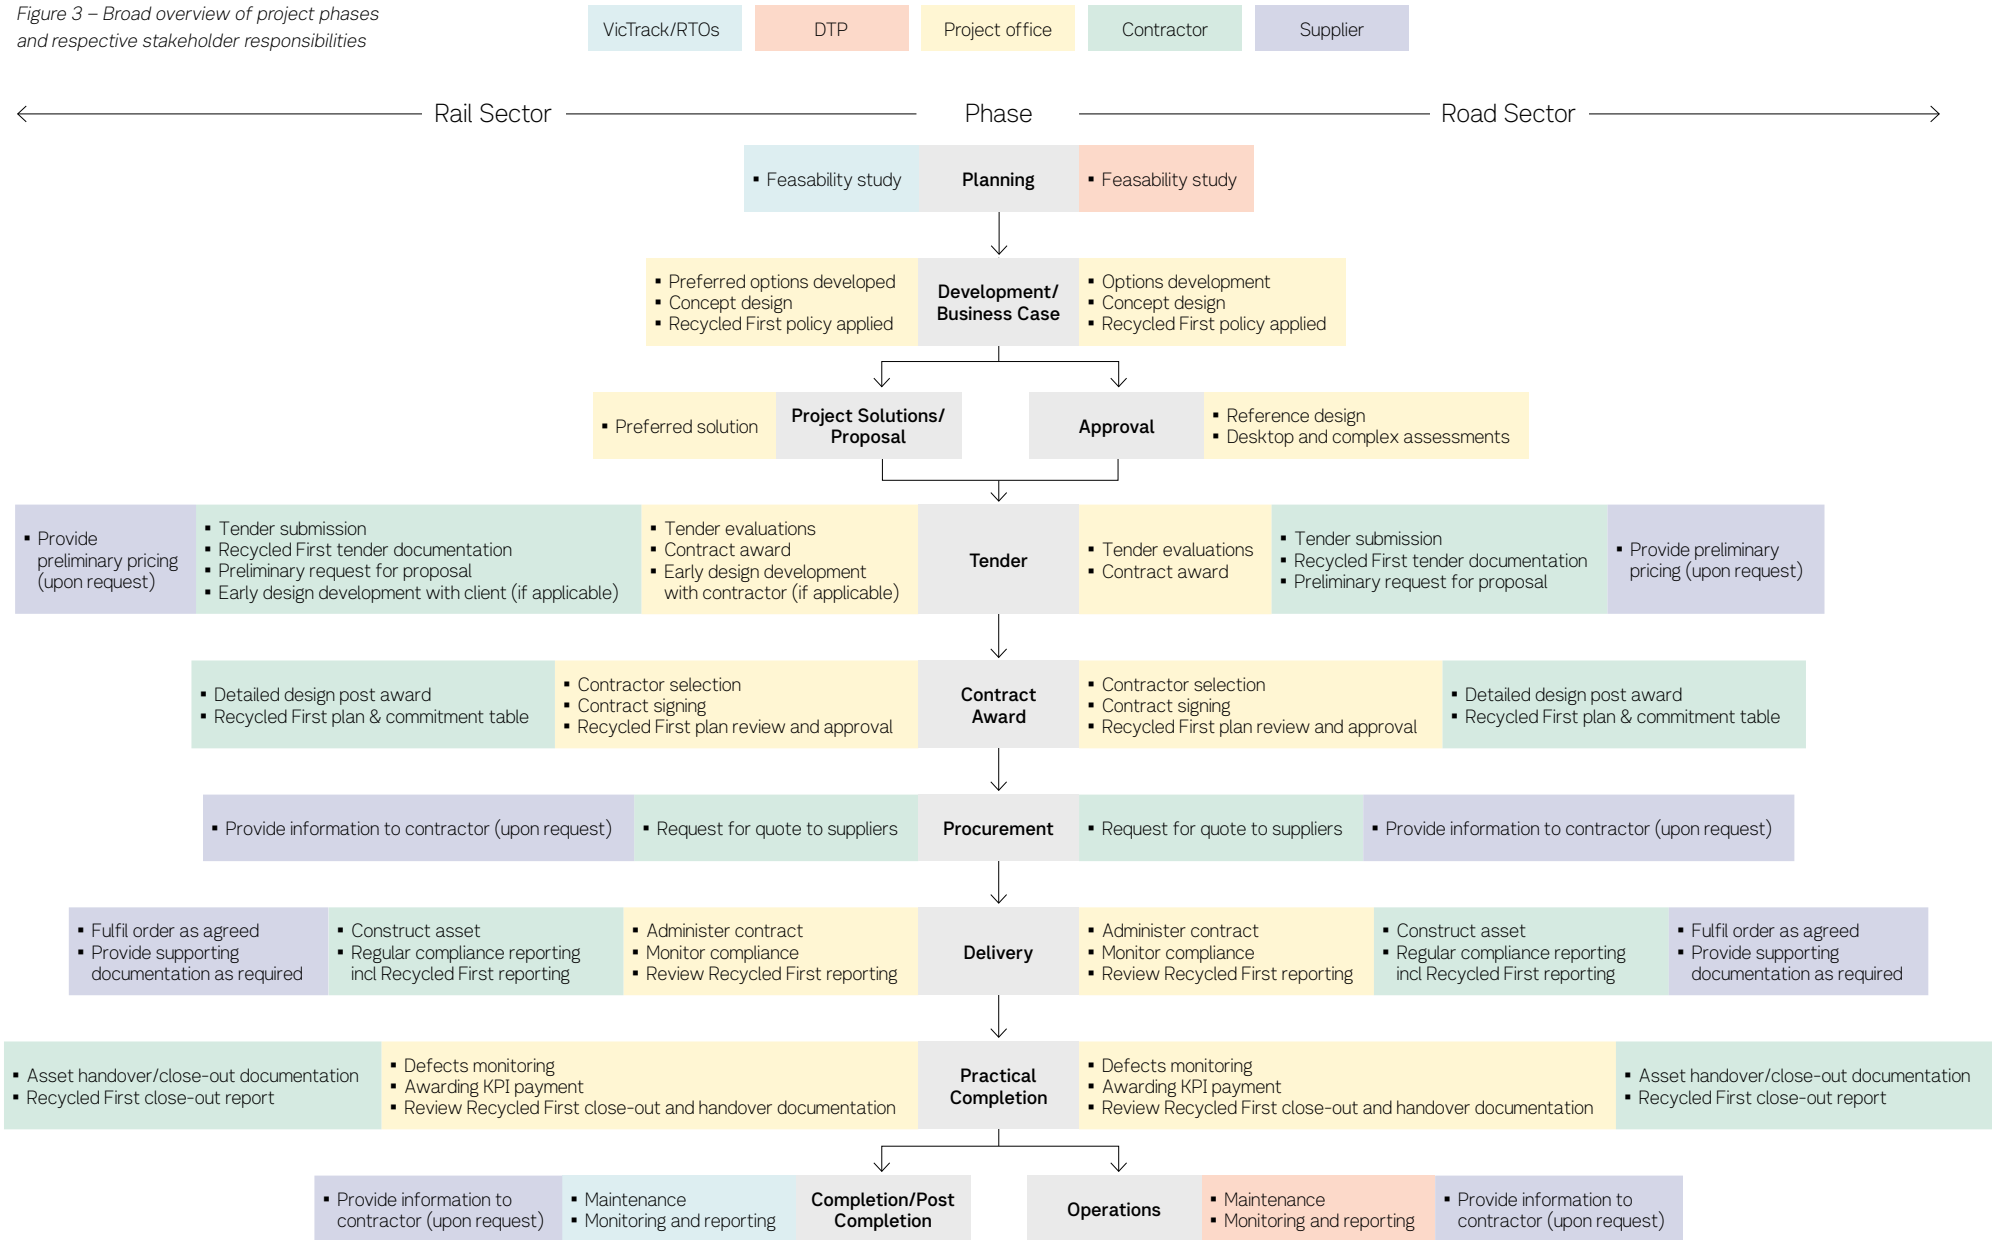 Figure 3 – Broad overview of project phases
and respective stakeholder responsibilities
VicTrack/RTOs
DTP
Project office
Contractor
Supplier
Rail Sector
Phase
Road Sector
▪ Feasability study
Planning
▪ Feasability study
▪ Preferred options developed
▪ Concept design
▪ Recycled First policy applied
Development/
Business Case
▪ Options development
▪ Concept design
▪ Recycled First policy applied
▪ Preferred solution
Project Solutions/
Proposal
Approval
▪ Reference design
▪ Desktop and complex assessments
▪ Provide
preliminary pricing
(upon request)
▪ Tender submission
▪ Recycled First tender documentation
▪ Preliminary request for proposal
▪ Early design development with client (if applicable)
▪ Tender evaluations
▪ Contract award
▪ Early design development
with contractor (if applicable)
Tender
▪ Tender evaluations
▪ Contract award
▪ Tender submission
▪ Recycled First tender documentation
▪ Preliminary request for proposal
▪ Provide preliminary
pricing (upon request)
▪ Detailed design post award
▪ Recycled First plan & commitment table
▪ Contractor selection
▪ Contract signing
▪ Recycled First plan review and approval
Contract
Award
▪ Contractor selection
▪ Contract signing
▪ Recycled First plan review and approval
▪ Detailed design post award
▪ Recycled First plan & commitment table
▪ Provide information to contractor (upon request)
▪ Request for quote to suppliers
Procurement
▪ Request for quote to suppliers
▪ Provide information to contractor (upon request)
▪ Fulfil order as agreed
▪ Provide supporting
documentation as required
▪ Construct asset
▪ Regular compliance reporting
incl Recycled First reporting
▪ Administer contract
▪ Monitor compliance
▪ Review Recycled First reporting
Delivery
▪ Administer contract
▪ Monitor compliance
▪ Review Recycled First reporting
▪ Construct asset
▪ Regular compliance reporting
incl Recycled First reporting
▪ Fulfil order as agreed
▪ Provide supporting
documentation as required
▪ Asset handover/close-out documentation
▪ Recycled First close-out report
▪ Defects monitoring
▪ Awarding KPI payment
▪ Review Recycled First close-out and handover documentation
Practical
Completion
▪ Defects monitoring
▪ Awarding KPI payment
▪ Review Recycled First close-out and handover documentation
▪ Asset handover/close-out documentation
▪ Recycled First close-out report
▪ Provide information to
contractor (upon request)
▪ Maintenance
▪ Monitoring and reporting
Completion/Post
Completion
Operations
▪ Maintenance
▪ Monitoring and reporting
▪ Provide information to
contractor (upon request)